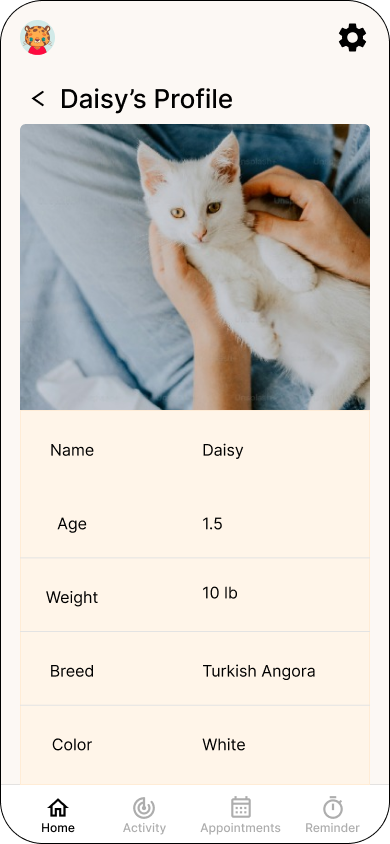 Daisy’s Profile
Name Daisy
Age 1.5
Weight 10 lb
Breed Turkish Angora
Color White
Home Activity Appointments Reminder